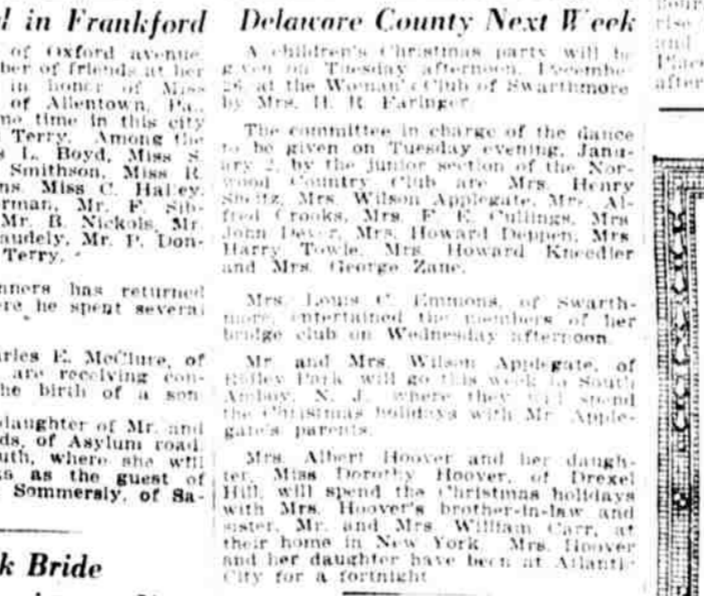 l in Frankford
of Oxford avenue
ber of friends at her
in honor of Miss
of Allentown, Pa.,
me time in this city
Terry. Among the
s L. Boyd, Miss S.
Smithson, Miss R.
ns. Miss C. Halley.
erman, Mr. F. Sib-
Mr. B. Nickols, Mr.
audely, Mr. P. Don-
Terry.
nners has returned
ere he spent several
arles E. McClure, of
are receiving con-
he birth of a son
daughter of Mr. and
ds, of Asylum road.
uth, where she will
as as the guest of
Sommersly, of Sa-
k Bride
Delaware County Next Week
A children's Christmas party will be
given on Tuesday afternoon, December
26, at the Woman's Club of Swarthmore
by Mrs. H. R. Faringer.
The committee in charge of the dance
to be given on Tuesday evening, Janu-
ary 2, by the junior section of the Nor-
wood Country Club are Mrs. Henry
Mrs. Wilson Applegate, Mrs. Al-
fred Crooks, Mrs. F. E. Cullings, Mrs.
John Dever, Mrs. Howard Deppen, Mrs.
Harry Towle, Mrs. Howard Kneedler
and Mrs. George Zane.
Mrs. Louis C. Emmons, of Swarth-
more, entertained the members of her
bridge club on Wednesday afternoon.
Mr. and Mrs. Wilson Applegate, of
Park will go this week to South
Amboy, N. J., where they will spend
the Christmas holidays with Mr. Apple-
gate's parents.
Mrs. Albert Hoover and her daugh-
ter, Miss Dorothy Hoover, of Drexel
Hill, will spend the Christmas holidays
with Mrs. Hoover's brother-in-law and
sister, Mr. and Mrs. William Carr, at
their home in New York. Mrs. Hoover
and her daughter have been at Atlantic
City for a fortnight
rise
and
Place
after